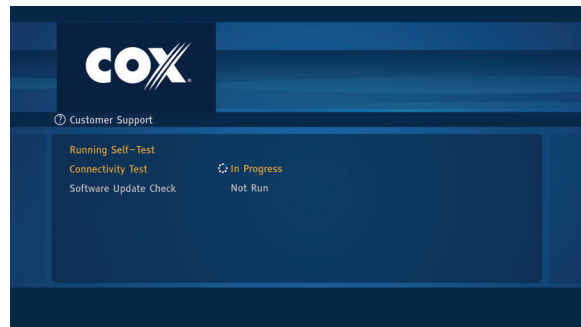 COX
Customer Support
Running Self-Test
Connectivity Test In Progress
Software Update Check Not Run